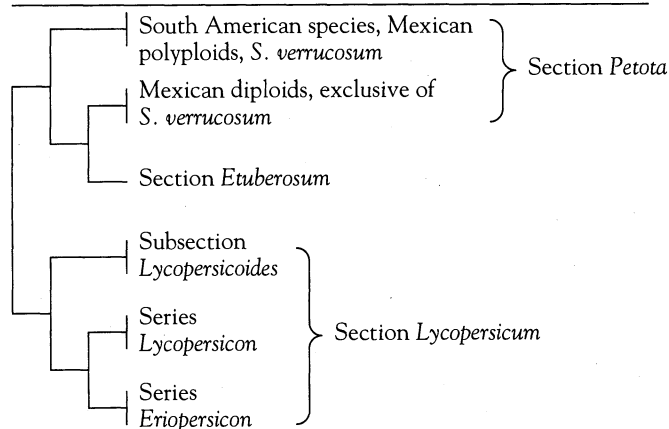 South American species, Mexican
polyploids, S. verrucosum
Section Petota
Mexican diploids, exclusive of
S. verrucosum
Section Etuberosum
Subsection
Lycopersicoides
Series
Lycopersicon
Section Lycopersicum
Series
Eriopersicon